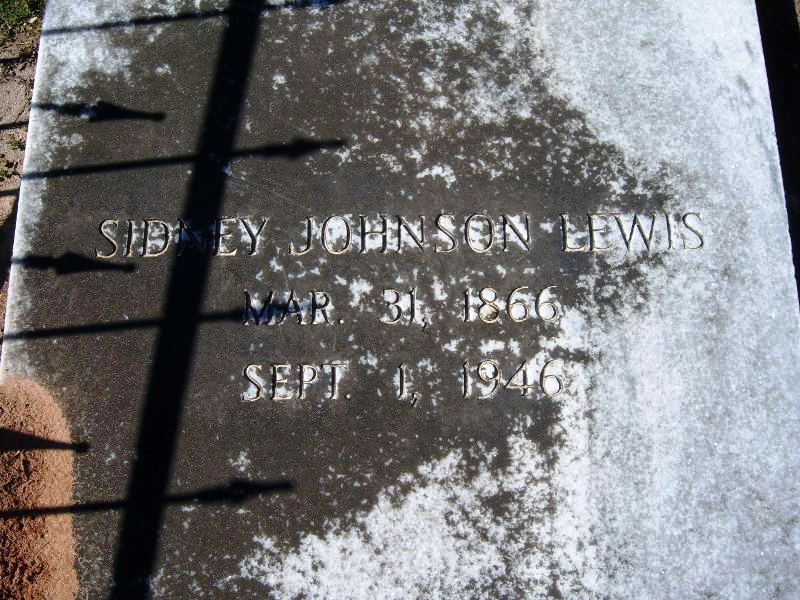 SIDNEY JOHNSON LEWIS
MAR. 31, 1866
SEPT. 1, 1946